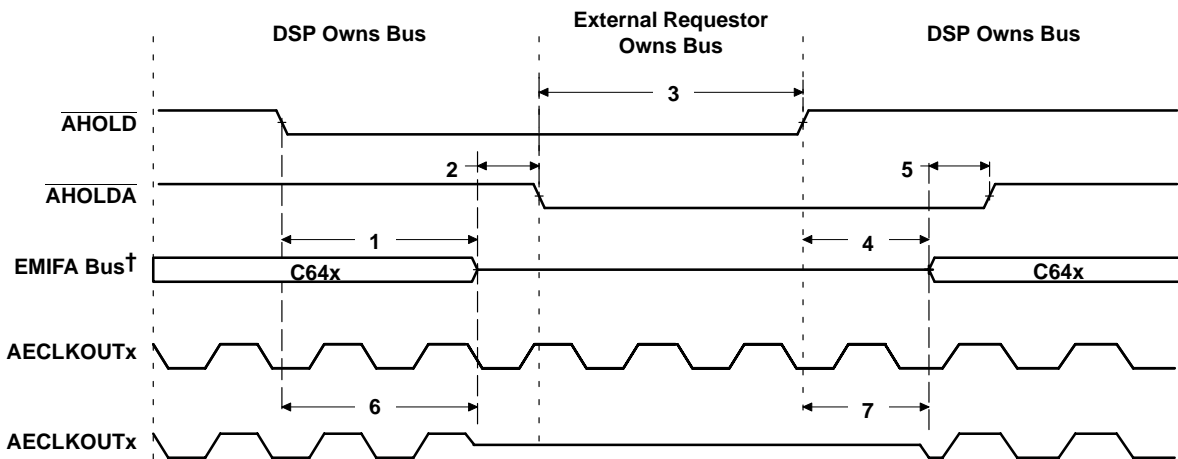 DSP Owns Bus
External Requestor
Owns Bus
DSP Owns Bus
3
AHOLD
2
5
AHOLDA
1
4
EMIFA Bus†
C64x
C64x
AECLKOUTx
6
7
AECLKOUTx